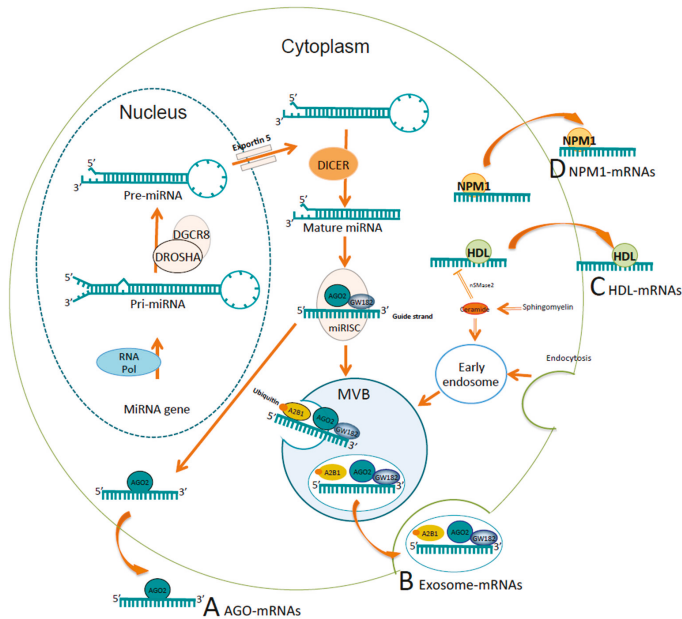 Cytoplasm
Nucleus
5'
3'
Pre-miRNA
DGCR8
DROSHA
Pri-miRNA
5'
3'
RNA
Pol
MiRNA gene
Exportin 5
5'
3'
DICER
5'
3'
Mature miRNA
AGO2
GW182
5'
3'
miRISC
Guide strand
NPM1
NPM1
D NPM1-mRNAs
HDL
HDL
C HDL-mRNAs
nSMase2
Ceramide
Sphingomyelin
Early
endosome
Endocytosis
MVB
Ubiquitin
A2B1
AGO2
GW182
5'
3'
A2B1
AGO2
GW182
5'
3'
AGO2
5'
3'
AGO2
5'
3'
A AGO-mRNAs
A2B1
AGO2
GW182
5'
3'
B Exosome-mRNAs